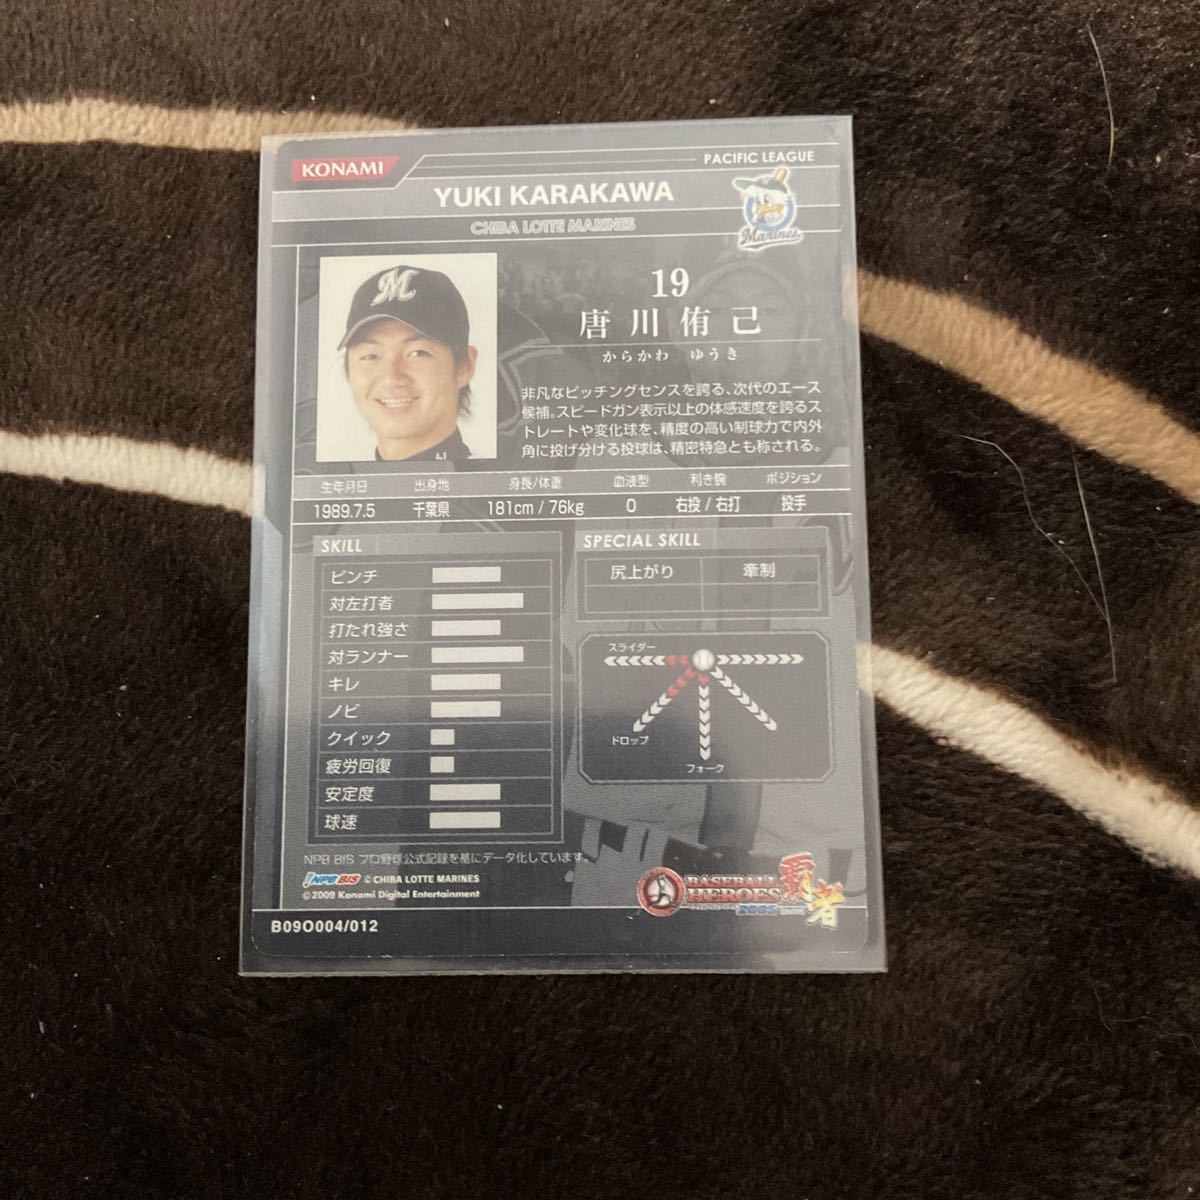 KONAMI
PACIFIC LEAGUE
YUKI KARAKAWA
CHIBA LOTTE MARINES
Marines
M
19
唐川侑己
からかわ ゆうき
非凡なピッチングセンスを誇る、次代のエース
候補。スピードガン表示以上の体感速度を誇るス
トレートや変化球を、精度の高い制球力で内外
角に投げ分ける投球は、精密特急とも称される。
生年月日 出身地 身長/体重 血液型 利き腕 ポジション
1989.7.5 千葉県 181cm / 76kg O 右投 / 右打 投手
SKILL
ピンチ
対左打者
打たれ強さ
対ランナー
キレ
ノビ
クイック
疲労回復
安定度
球速
SPECIAL SKILL
尻上がり 牽制
スライダー
ドロップ
フォーク
NPB BIS プロ野球公式記録を基にデータ化しています。
NPB BIS © CHIBA LOTTE MARINES
© 2009 Konami Digital Entertainment
BASEBALL
HEROES
覇者
B09O004/012